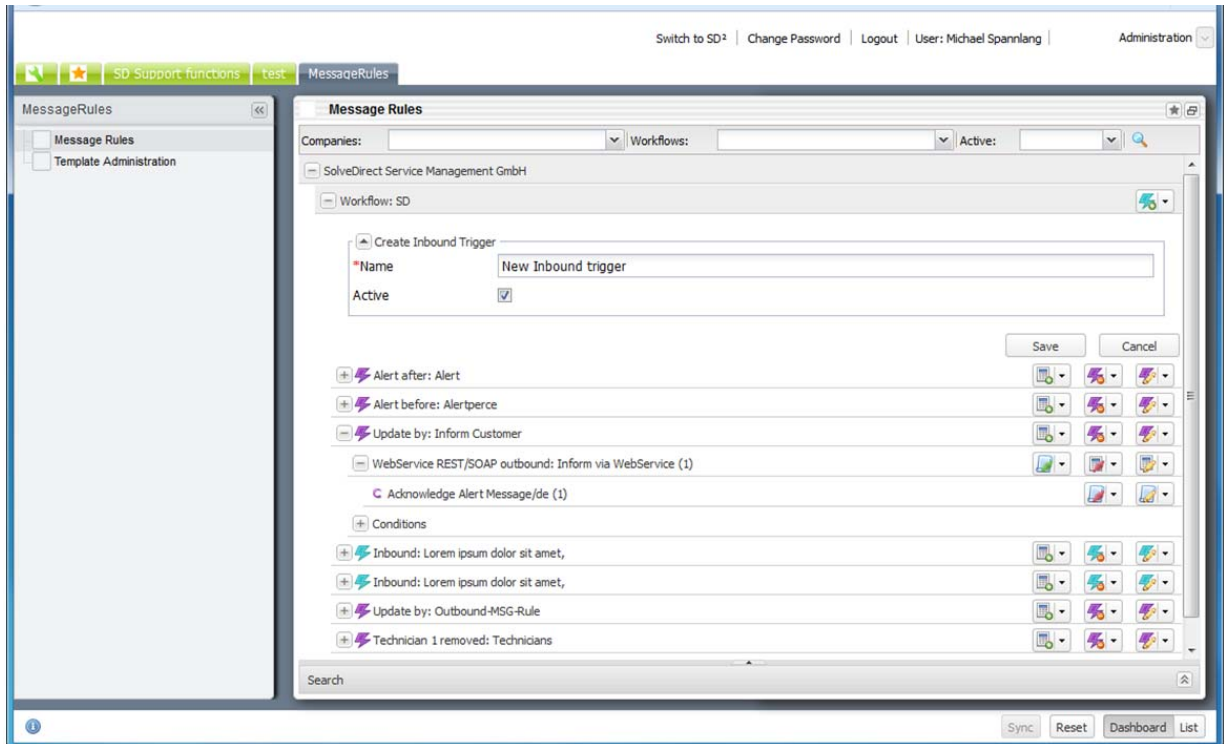 Switch to SD² | Change Password | Logout | User: Michael Spannlang | Administration
SD Support functions test MessageRules
MessageRules
Message Rules
Template Administration
Message Rules
Companies: Workflows: Active:
SolveDirect Service Management GmbH
Workflow: SD
Create Inbound Trigger
*Name New Inbound trigger
Active
Save Cancel
Alert after: Alert
Alert before: Alertperce
Update by: Inform Customer
WebService REST/SOAP outbound: Inform via WebService (1)
C Acknowledge Alert Message/de (1)
Conditions
Inbound: Lorem ipsum dolor sit amet,
Inbound: Lorem ipsum dolor sit amet,
Update by: Outbound-MSG-Rule
Technician 1 removed: Technicians
Search
Sync Reset Dashboard List